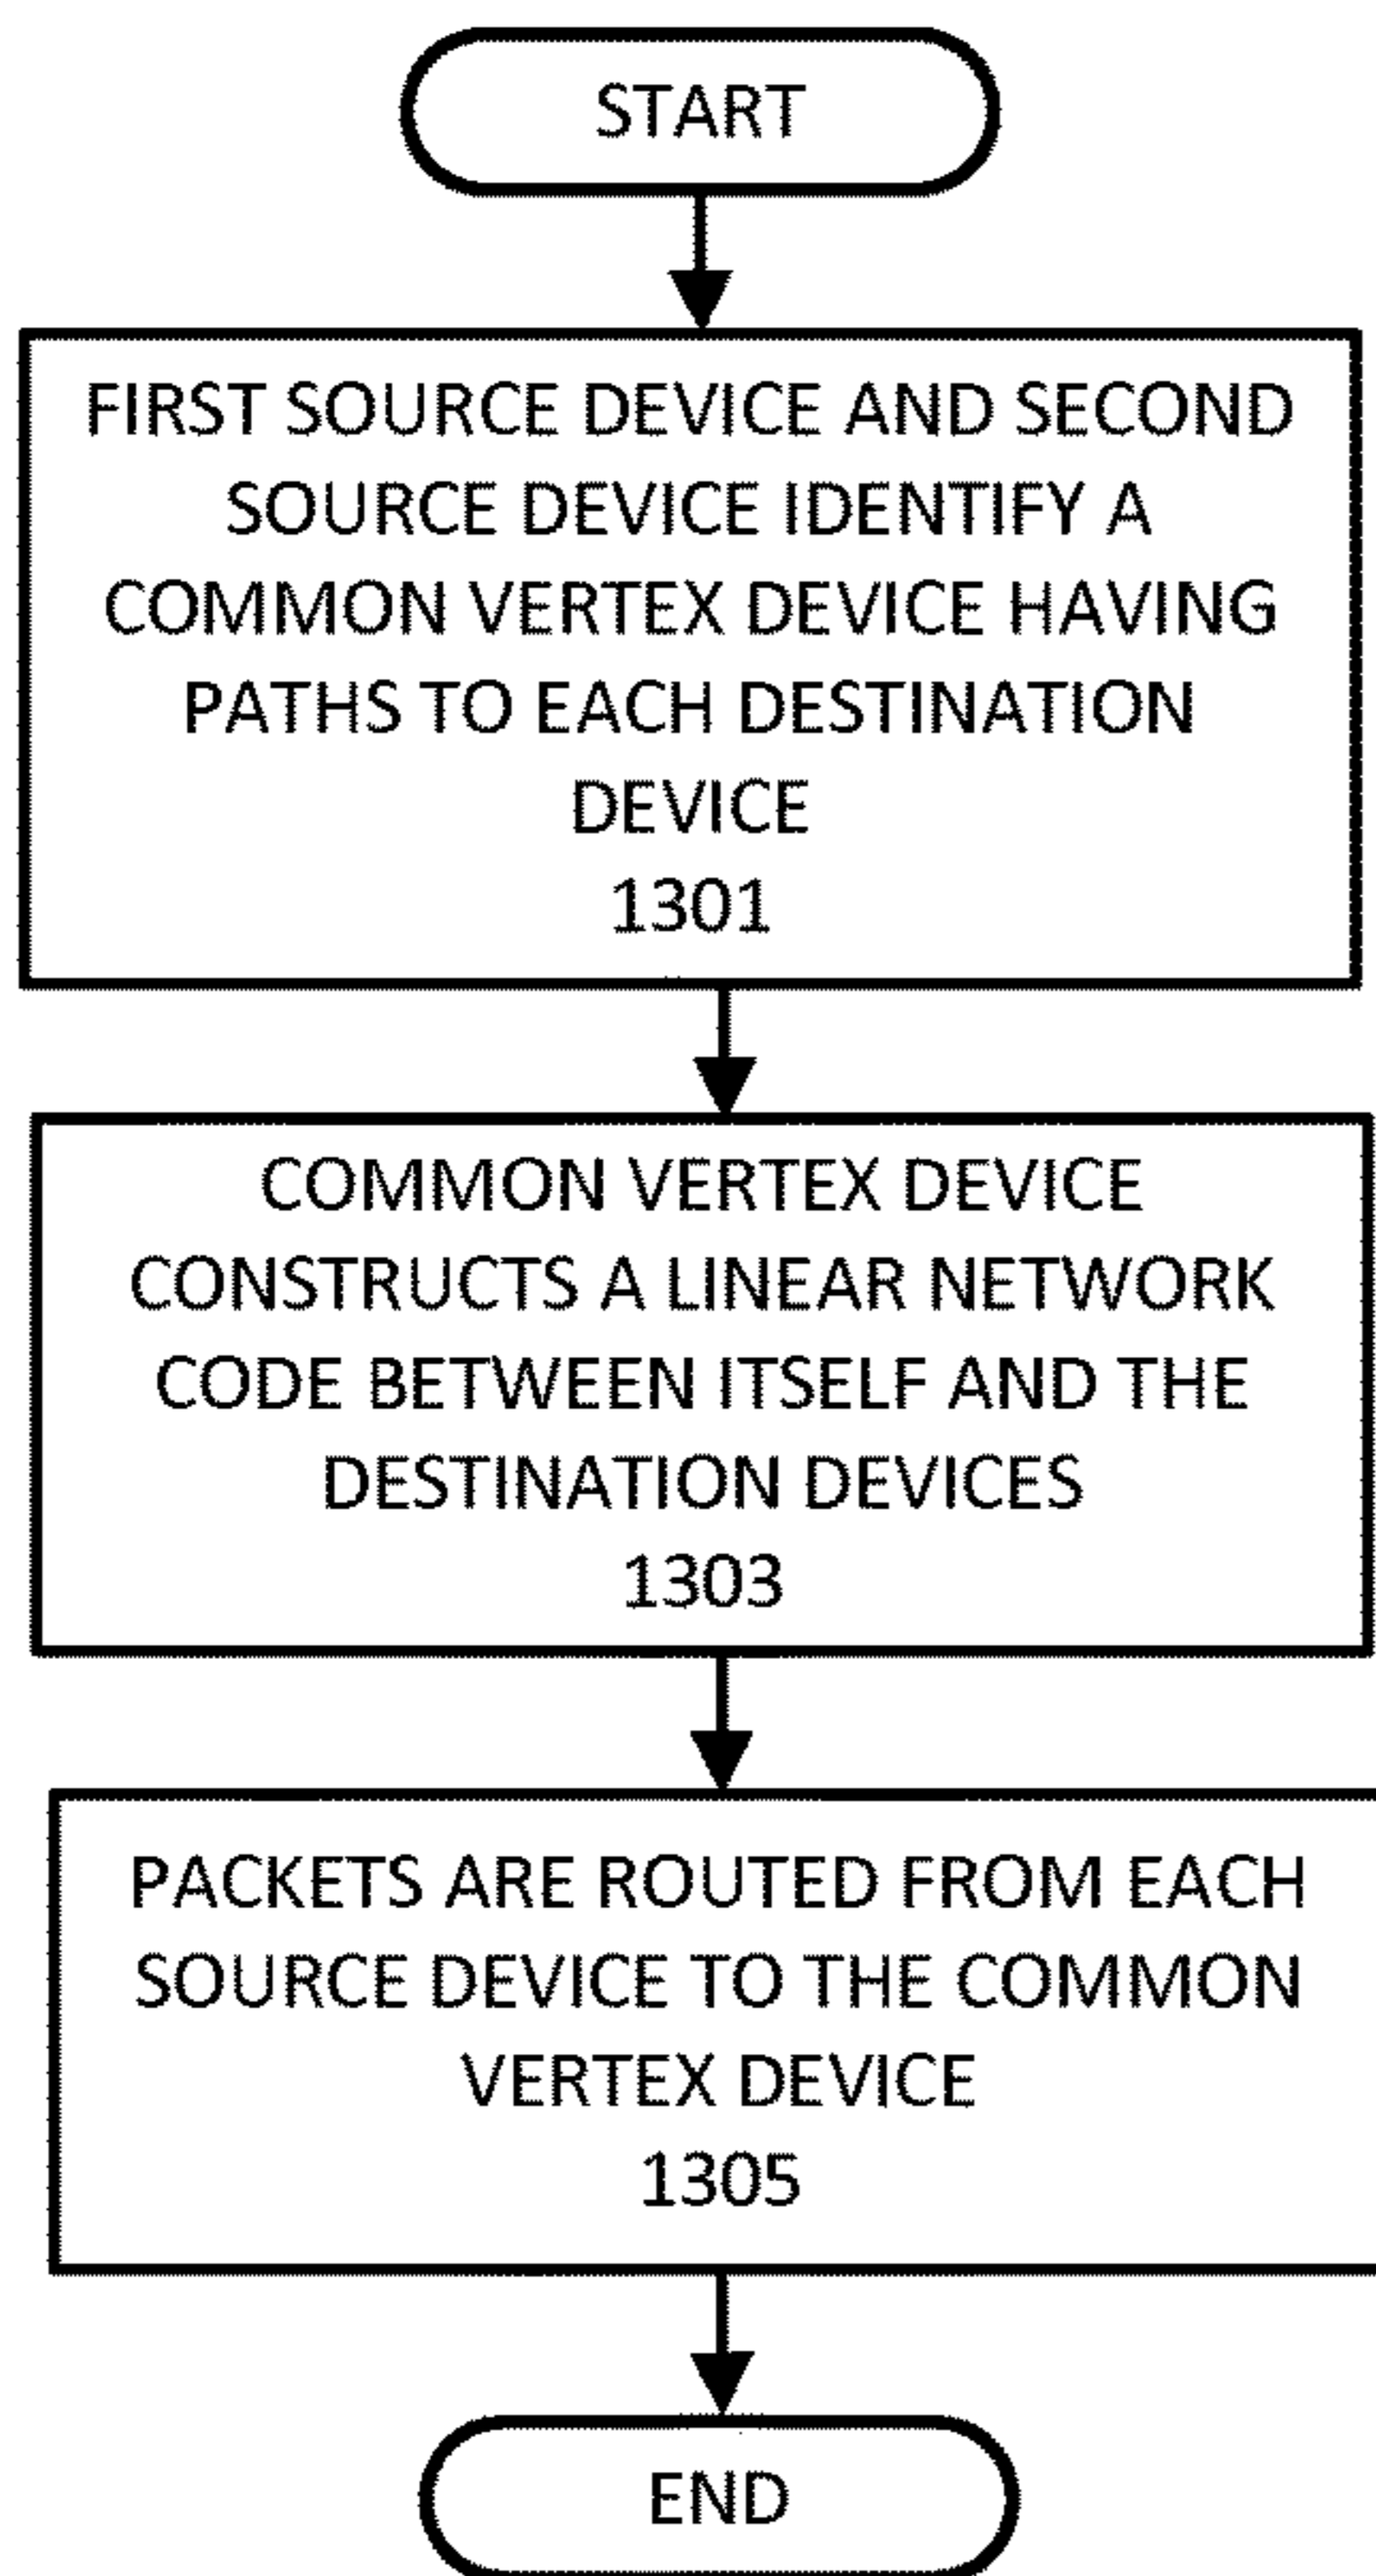 START
FIRST SOURCE DEVICE AND SECOND
SOURCE DEVICE IDENTIFY A
COMMON VERTEX DEVICE HAVING
PATHS TO EACH DESTINATION
DEVICE
1301
COMMON VERTEX DEVICE
CONSTRUCTS A LINEAR NETWORK
CODE BETWEEN ITSELF AND THE
DESTINATION DEVICES
1303
PACKETS ARE ROUTED FROM EACH
SOURCE DEVICE TO THE COMMON
VERTEX DEVICE
1305
END